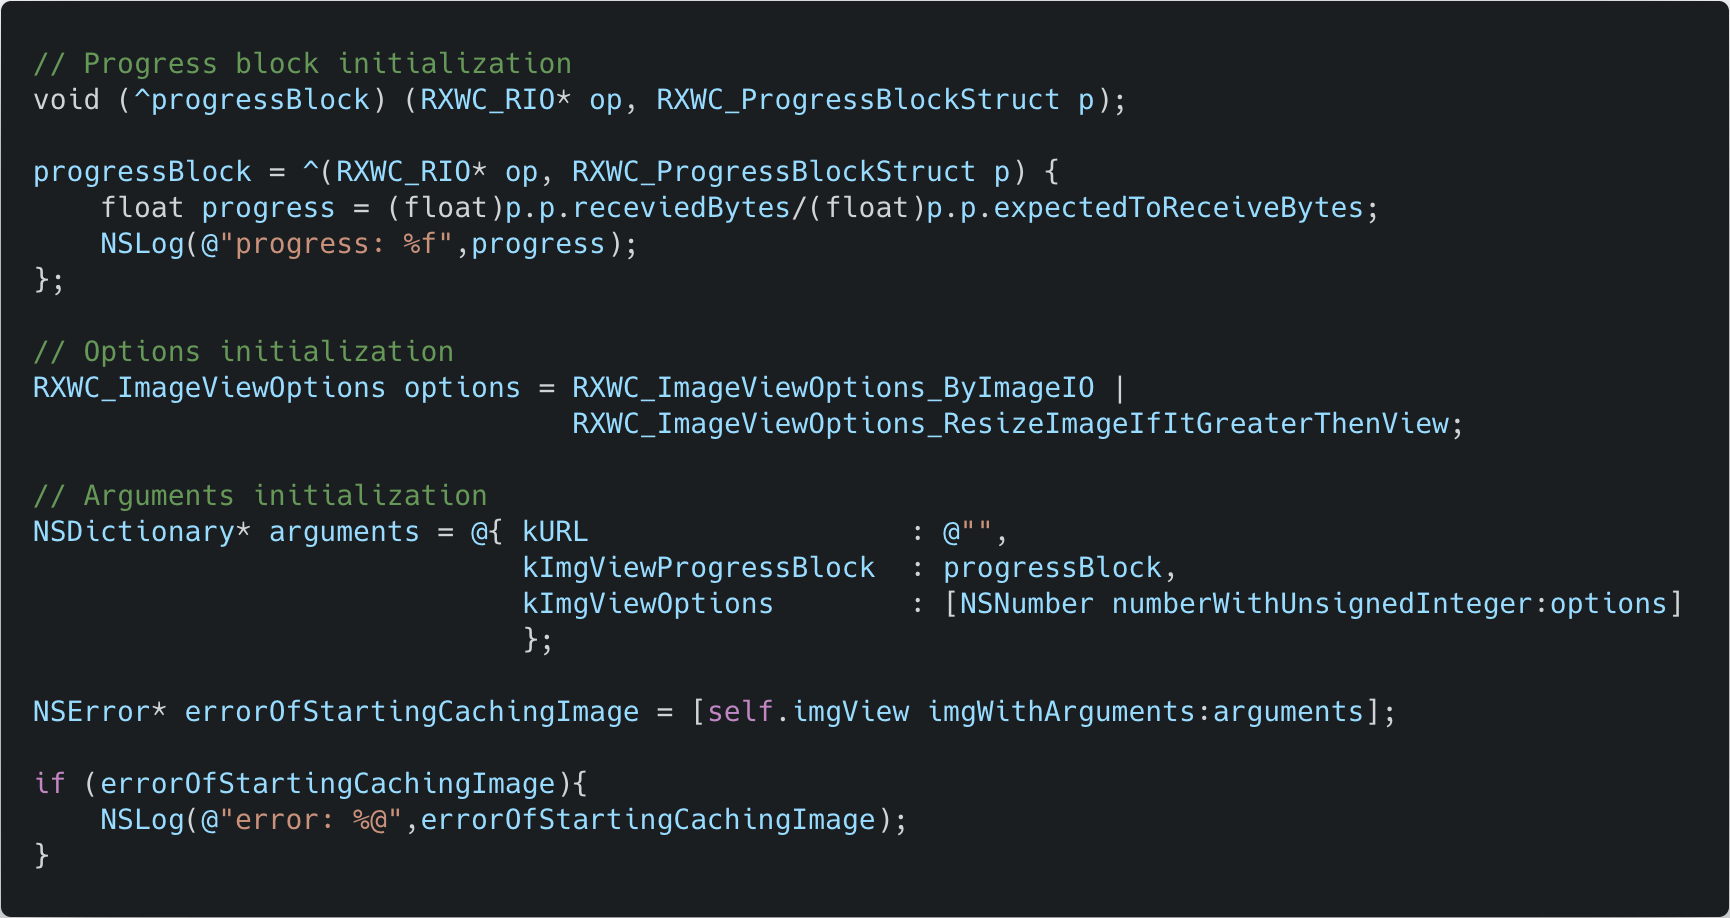 // Progress block initialization
void (^progressBlock) (RXWC_RIO* op, RXWC_ProgressBlockStruct p);
progressBlock = ^(RXWC_RIO* op, RXWC_ProgressBlockStruct p) {
    float progress = (float)p.p.receviedBytes/(float)p.p.expectedToReceiveBytes;
    NSLog(@"progress: %f",progress);
};
// Options initialization
RXWC_ImageViewOptions options = RXWC_ImageViewOptions_ByImageIO |
                                RXWC_ImageViewOptions_ResizeImageIfItGreaterThenView;
// Arguments initialization
NSDictionary* arguments = @{ kURL                   : @"",
                             kImgViewProgressBlock  : progressBlock,
                             kImgViewOptions        : [NSNumber numberWithUnsignedInteger:options]
                             };
NSError* errorOfStartingCachingImage = [self.imgView imgWithArguments:arguments];
if (errorOfStartingCachingImage){
    NSLog(@"error: %@",errorOfStartingCachingImage);
}